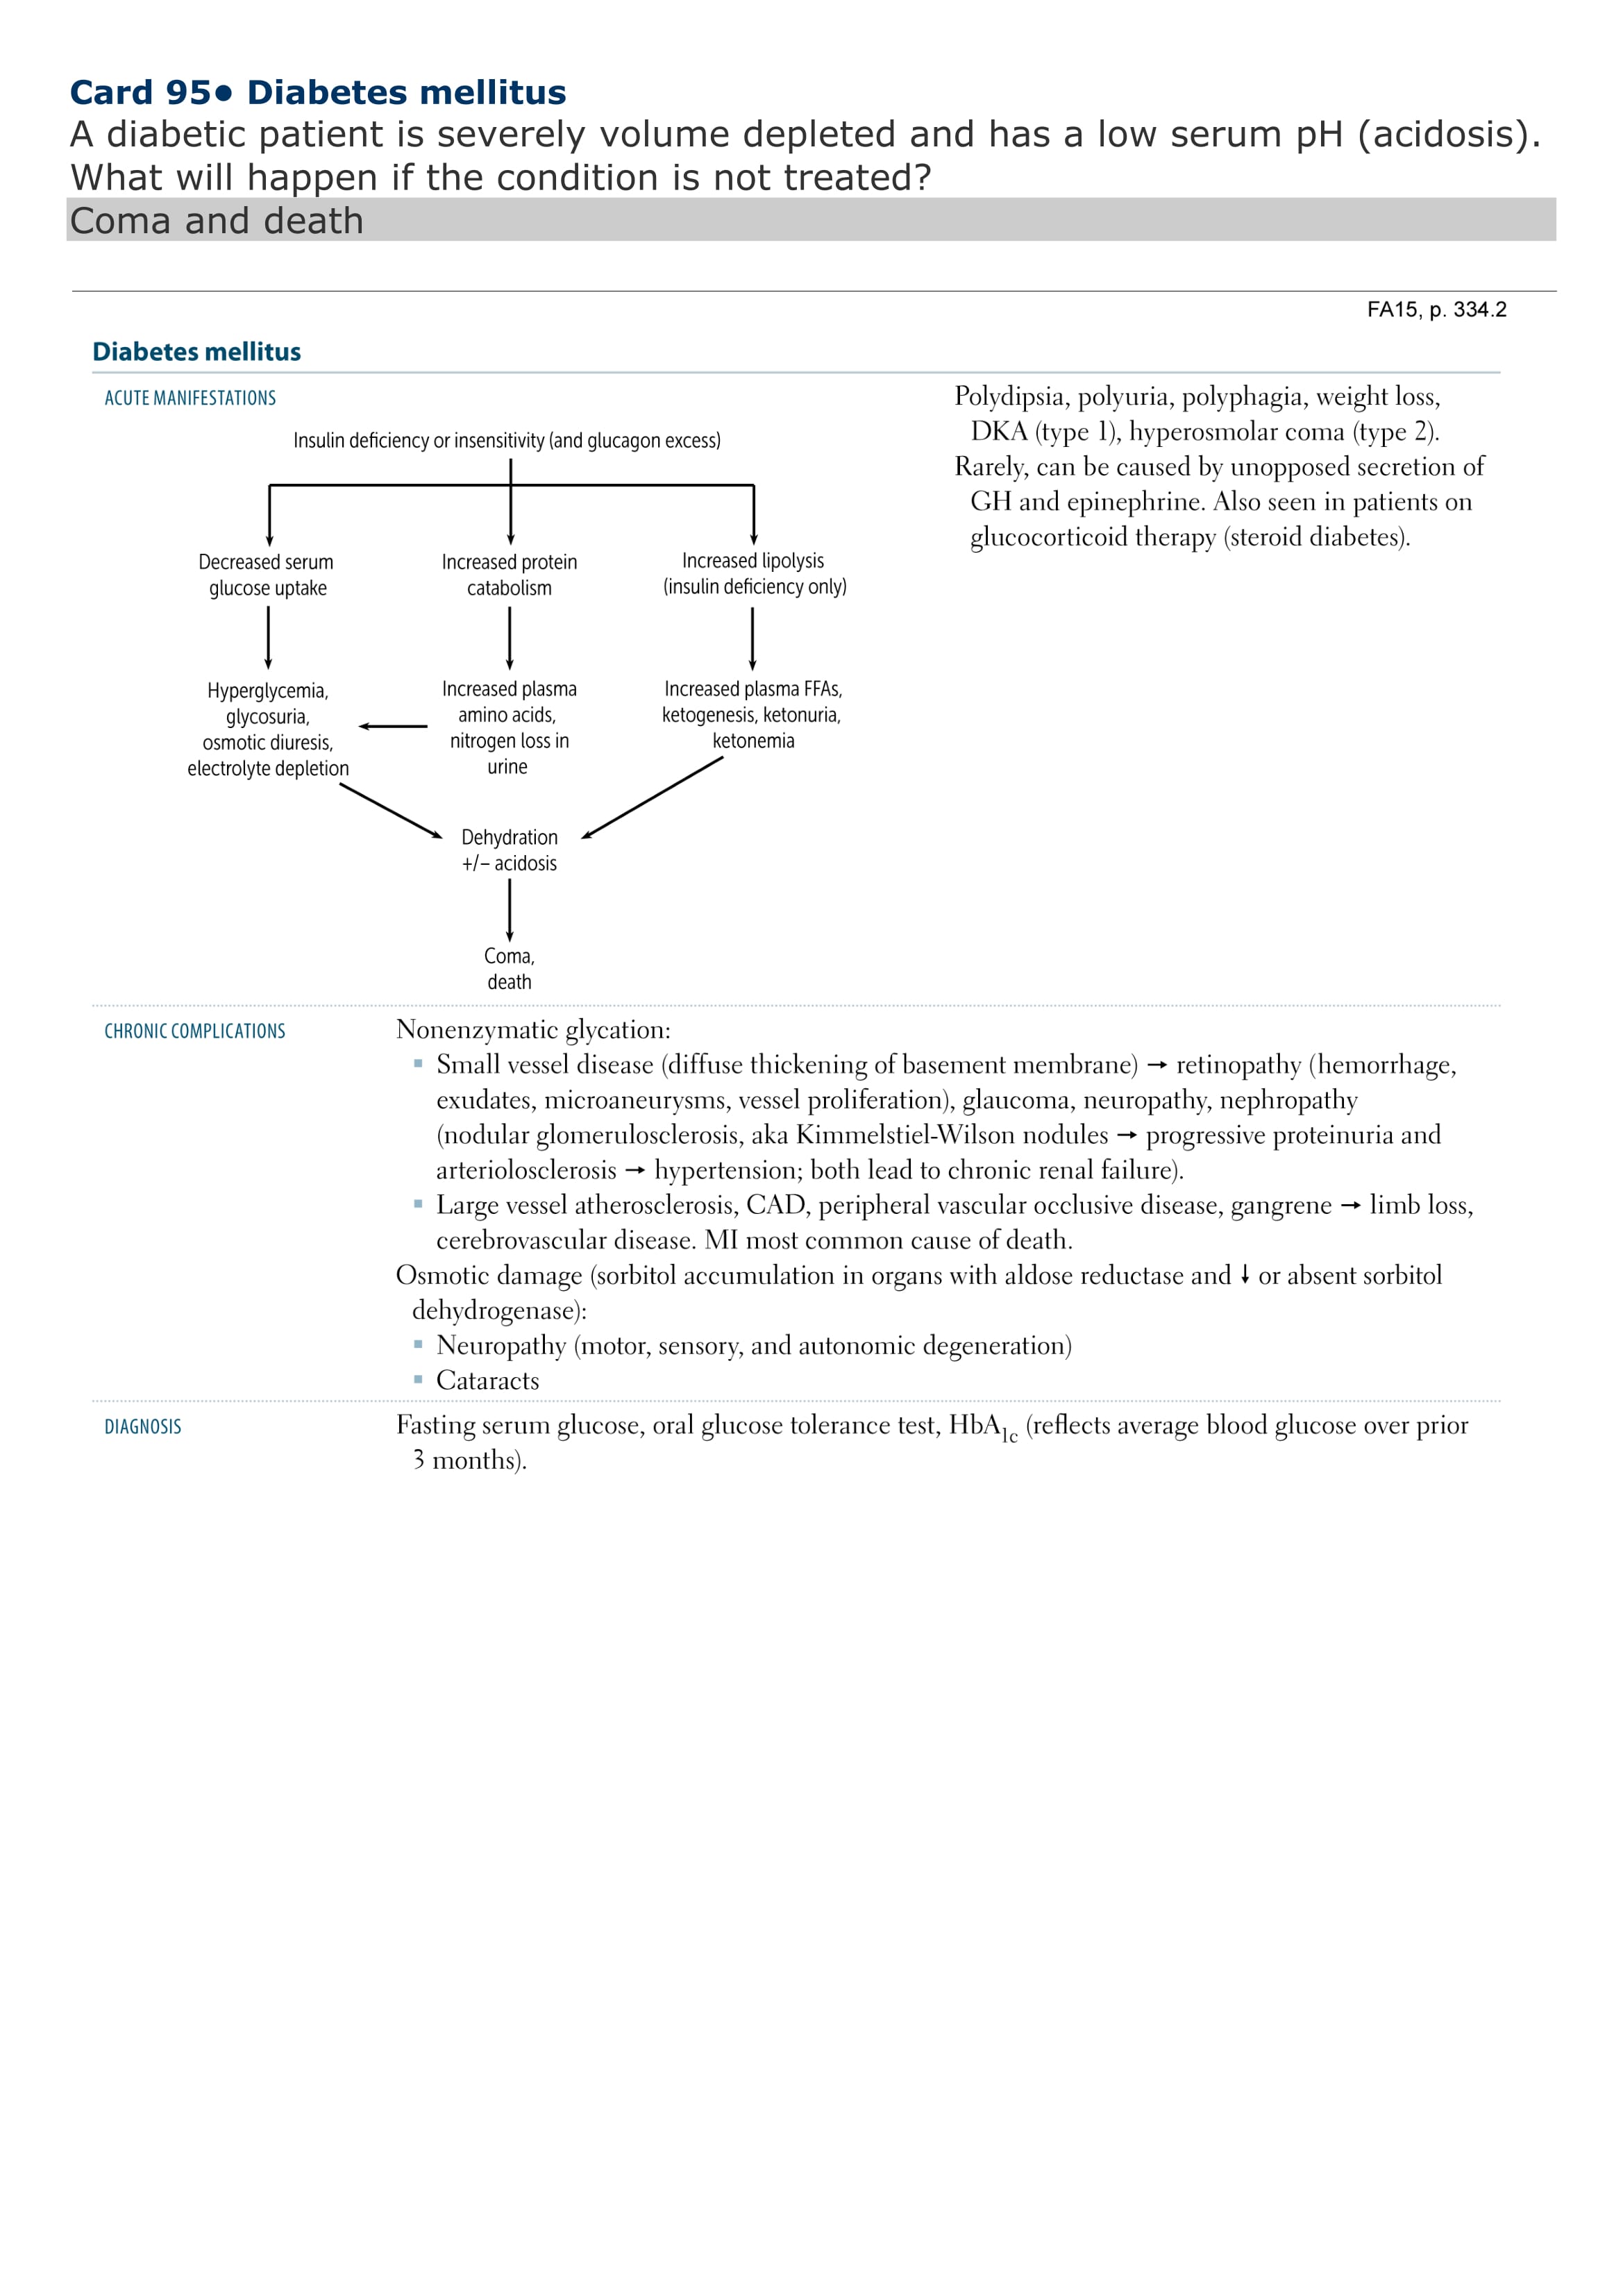 Card 95● Diabetes mellitus
A diabetic patient is severely volume depleted and has a low serum pH (acidosis).
What will happen if the condition is not treated?
Coma and death
FA15, p. 334.2
Diabetes mellitus
ACUTE MANIFESTATIONS
Insulin deficiency or insensitivity (and glucagon excess)
Decreased serum
glucose uptake
Increased protein
catabolism
Increased lipolysis
(insulin deficiency only)
Hyperglycemia,
glycosuria,
osmotic diuresis,
electrolyte depletion
Increased plasma
amino acids,
nitrogen loss in
urine
Increased plasma FFAs,
ketogenesis, ketonuria,
ketonemia
Dehydration
+/– acidosis
Coma,
death
Polydipsia, polyuria, polyphagia, weight loss,
DKA (type 1), hyperosmolar coma (type 2).
Rarely, can be caused by unopposed secretion of
GH and epinephrine. Also seen in patients on
glucocorticoid therapy (steroid diabetes).
CHRONIC COMPLICATIONS
Nonenzymatic glycation:
▪ Small vessel disease (diffuse thickening of basement membrane) → retinopathy (hemorrhage,
exudates, microaneurysms, vessel proliferation), glaucoma, neuropathy, nephropathy
(nodular glomerulosclerosis, aka Kimmelstiel-Wilson nodules → progressive proteinuria and
arteriolosclerosis → hypertension; both lead to chronic renal failure).
▪ Large vessel atherosclerosis, CAD, peripheral vascular occlusive disease, gangrene → limb loss,
cerebrovascular disease. MI most common cause of death.
Osmotic damage (sorbitol accumulation in organs with aldose reductase and ↓ or absent sorbitol
dehydrogenase):
▪ Neuropathy (motor, sensory, and autonomic degeneration)
▪ Cataracts
DIAGNOSIS
Fasting serum glucose, oral glucose tolerance test, HbA1c (reflects average blood glucose over prior
3 months).